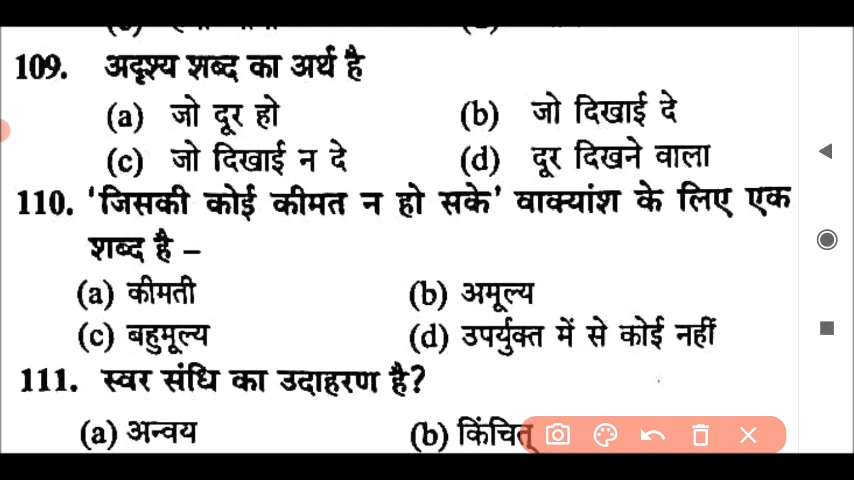 109. अदृश्य शब्द का अर्थ है
(a) जो दूर हो (b) जो दिखाई दे
(c) जो दिखाई न दे (d) दूर दिखने वाला
110. 'जिसकी कोई कीमत न हो सके' वाक्यांश के लिए एक
शब्द है –
(a) कीमती (b) अमूल्य
(c) बहुमूल्य (d) उपर्युक्त में से कोई नहीं
111. स्वर संधि का उदाहरण है?
(a) अन्वय (b) किंचित्